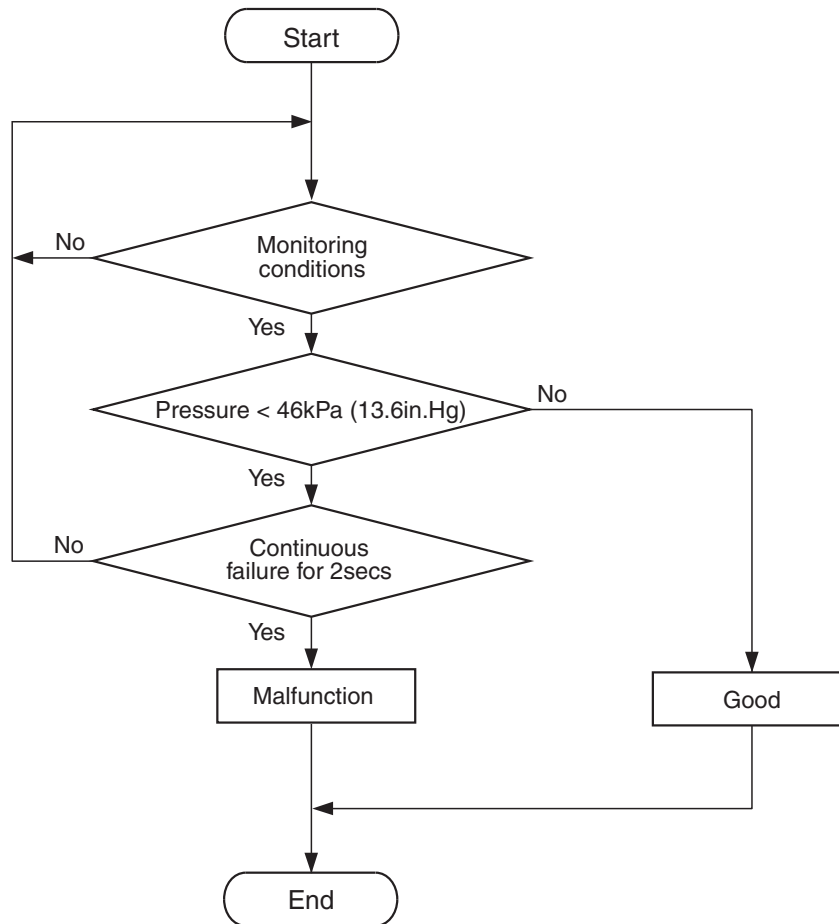 Start
No
Monitoring
conditions
Yes
Pressure < 46kPa (13.6in.Hg)
No
Yes
No
Continuous
failure for 2secs
Yes
Malfunction
Good
End